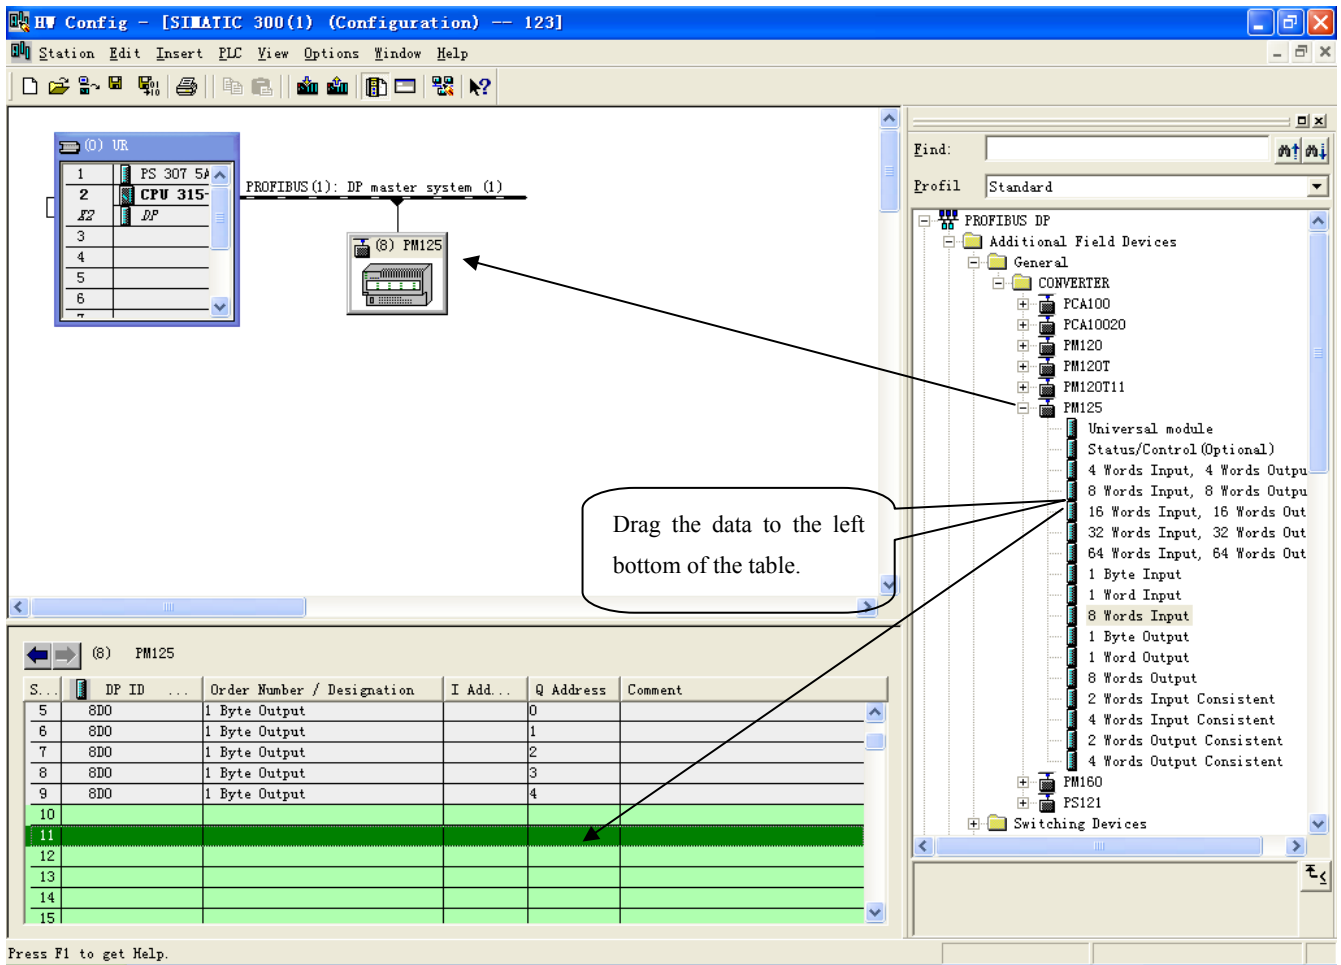 HW Config - [SIMATIC 300(1) (Configuration) -- 123]
Station Edit Insert PLC View Options Window Help
(0) UR
1 PS 307 5A
2 CPU 315-
X2 DP
3
4
5
6
7
PROFIBUS(1): DP master system (1)
(8) PM125
Drag the data to the left
bottom of the table.
Find:
Profil Standard
PROFIBUS DP
Additional Field Devices
General
CONVERTER
PCA100
PCA10020
PM120
PM120T
PM120T11
PM125
Universal module
Status/Control(Optional)
4 Words Input, 4 Words Outpu
8 Words Input, 8 Words Outpu
16 Words Input, 16 Words Out
32 Words Input, 32 Words Out
64 Words Input, 64 Words Out
1 Byte Input
1 Word Input
8 Words Input
1 Byte Output
1 Word Output
8 Words Output
2 Words Input Consistent
4 Words Input Consistent
2 Words Output Consistent
4 Words Output Consistent
PM160
PS121
Switching Devices
(8) PM125
S... DP ID ... Order Number / Designation I Add... Q Address Comment
5 8DO 1 Byte Output 0
6 8DO 1 Byte Output 1
7 8DO 1 Byte Output 2
8 8DO 1 Byte Output 3
9 8DO 1 Byte Output 4
10
11
12
13
14
15
Press F1 to get Help.